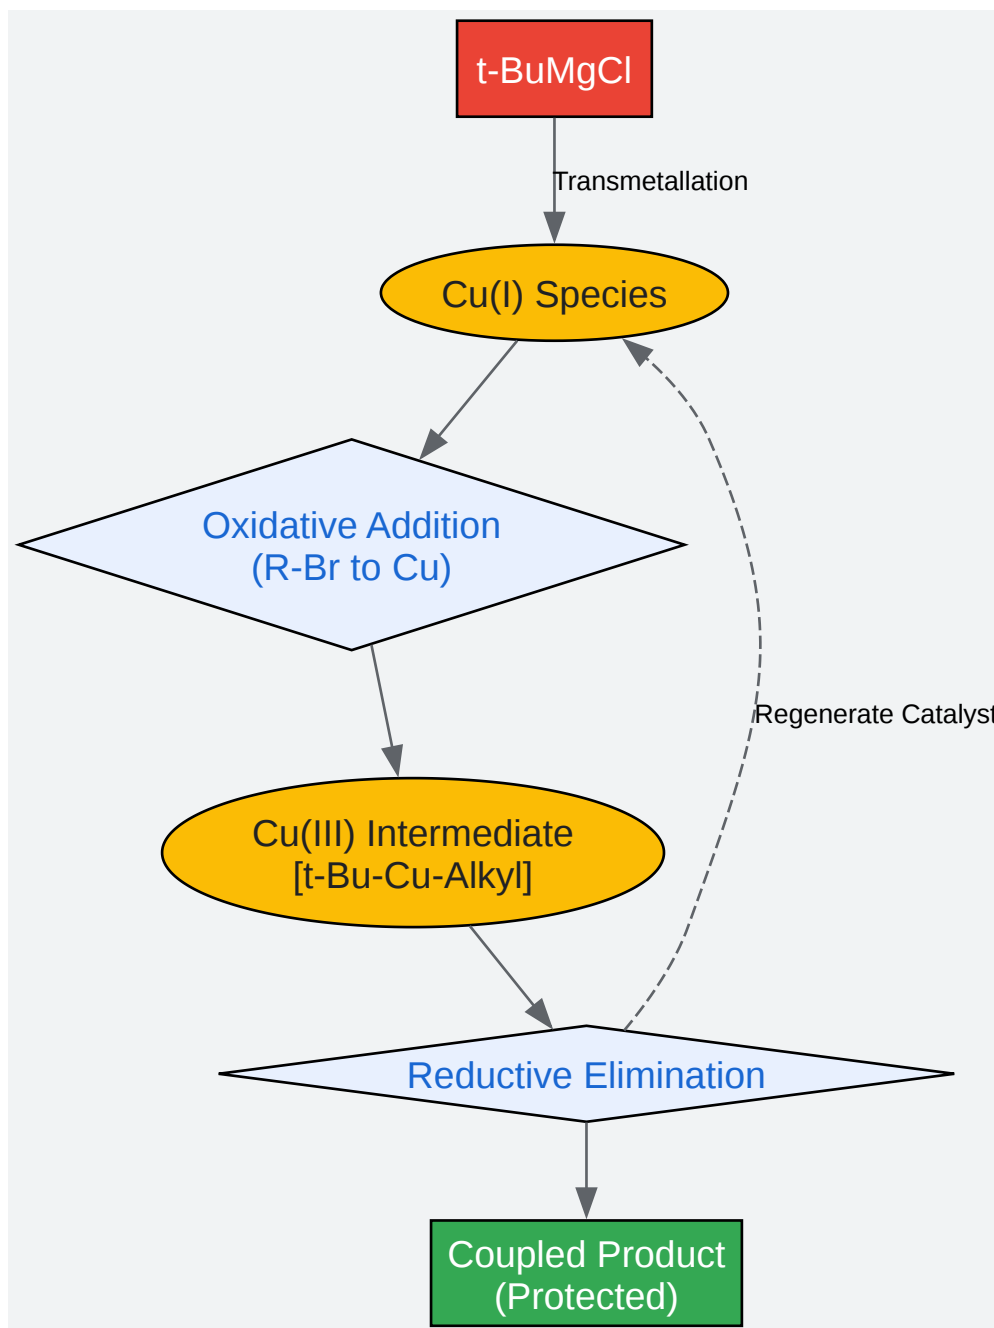 t-BuMgCl
Transmetallation
Cu(I) Species
Oxidative Addition
(R-Br to Cu)
Regenerate Catalyst
Cu(III) Intermediate
[t-Bu-Cu-Alkyl]
Reductive Elimination
Coupled Product
(Protected)